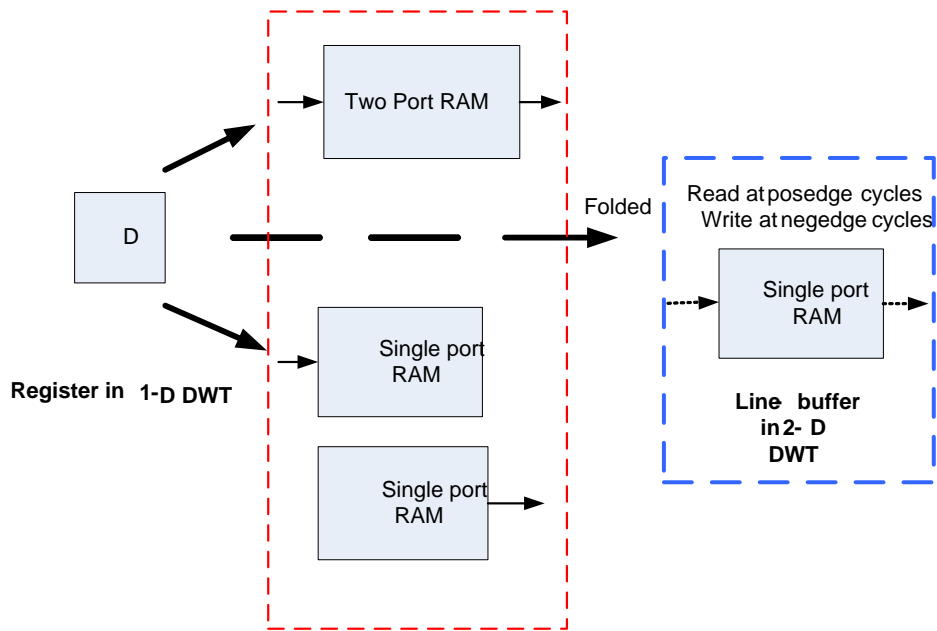 Two Port RAM
D
Folded
Read at posedge cycles
Write at negedge cycles
Single port
RAM
Single port
RAM
Register in 1-D DWT
Line buffer
in 2- D
DWT
Single port
RAM